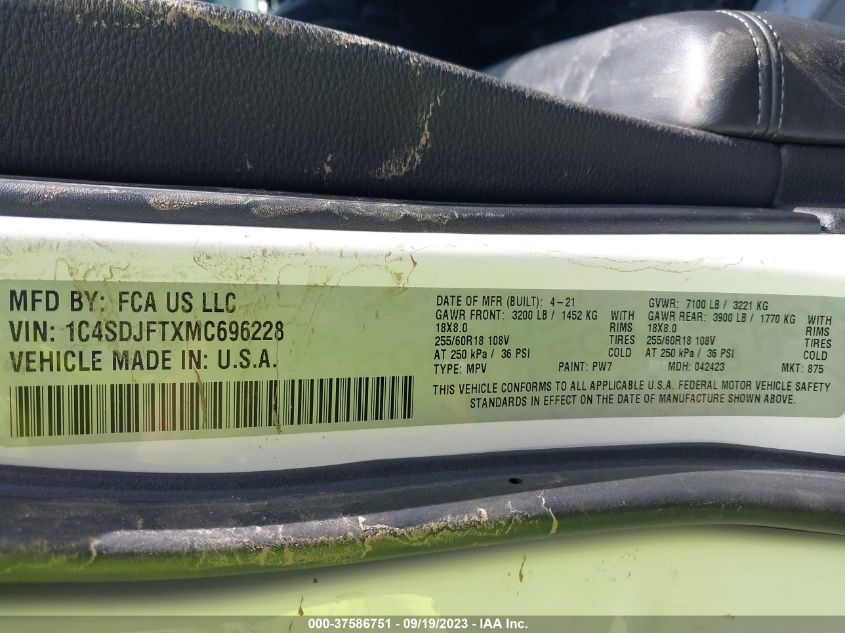 MFD BY: FCA US LLC
VIN: 1C4SDJFTXMC696228
VEHICLE MADE IN: U.S.A.
DATE OF MFR (BUILT): 4-21 GVWR: 7100 LB / 3221 KG
GAWR FRONT: 3200 LB / 1452 KG WITH GAWR REAR: 3900 LB / 1770 KG WITH
18X8.0 RIMS 18X8.0 RIMS
255/60R18 108V TIRES 255/60R18 108V TIRES
AT 250 kPa / 36 PSI COLD AT 250 kPa / 36 PSI COLD
TYPE: MPV PAINT: PW7 MDH: 042423 MKT: 875
THIS VEHICLE CONFORMS TO ALL APPLICABLE U.S.A. FEDERAL MOTOR VEHICLE SAFETY
STANDARDS IN EFFECT ON THE DATE OF MANUFACTURE SHOWN ABOVE.
000-37586751 - 09/19/2023 - IAA Inc.